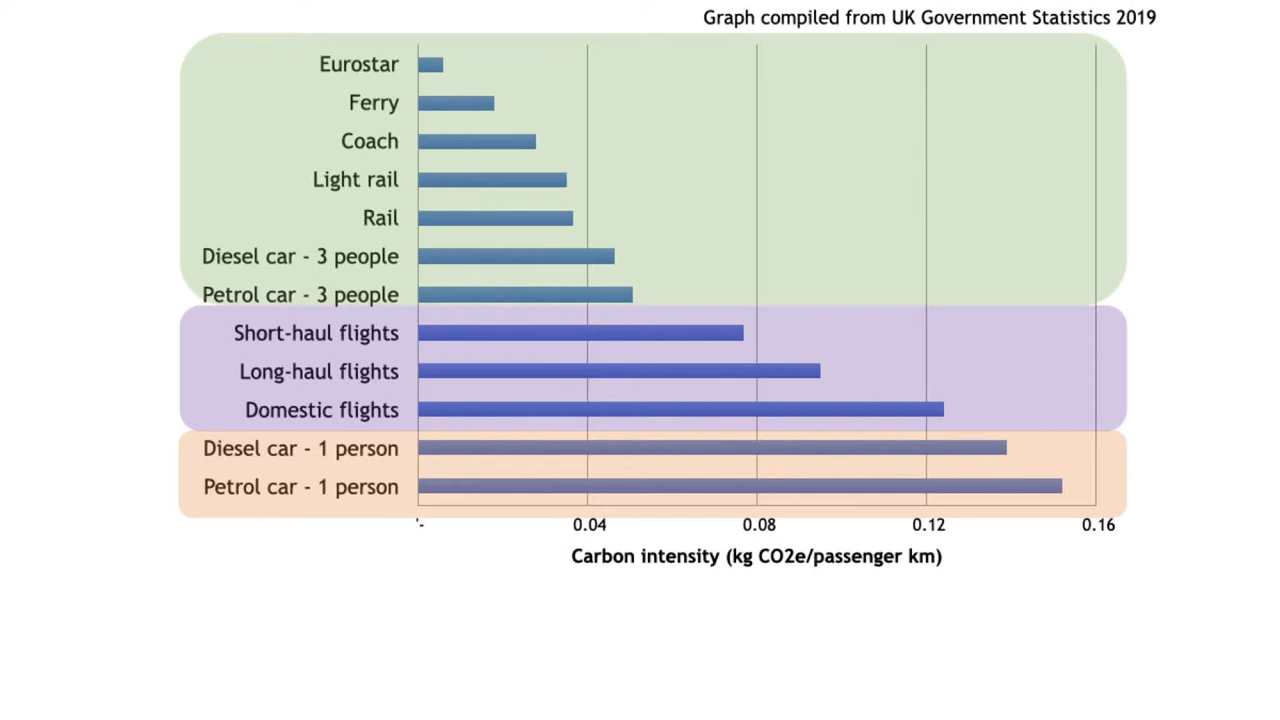 Graph compiled from UK Government Statistics 2019
Eurostar
Ferry
Coach
Light rail
Rail
Diesel car - 3 people
Petrol car - 3 people
Short-haul flights
Long-haul flights
Domestic flights
Diesel car - 1 person
Petrol car - 1 person
'- 0.04 0.08 0.12 0.16
Carbon intensity (kg CO2e/passenger km)